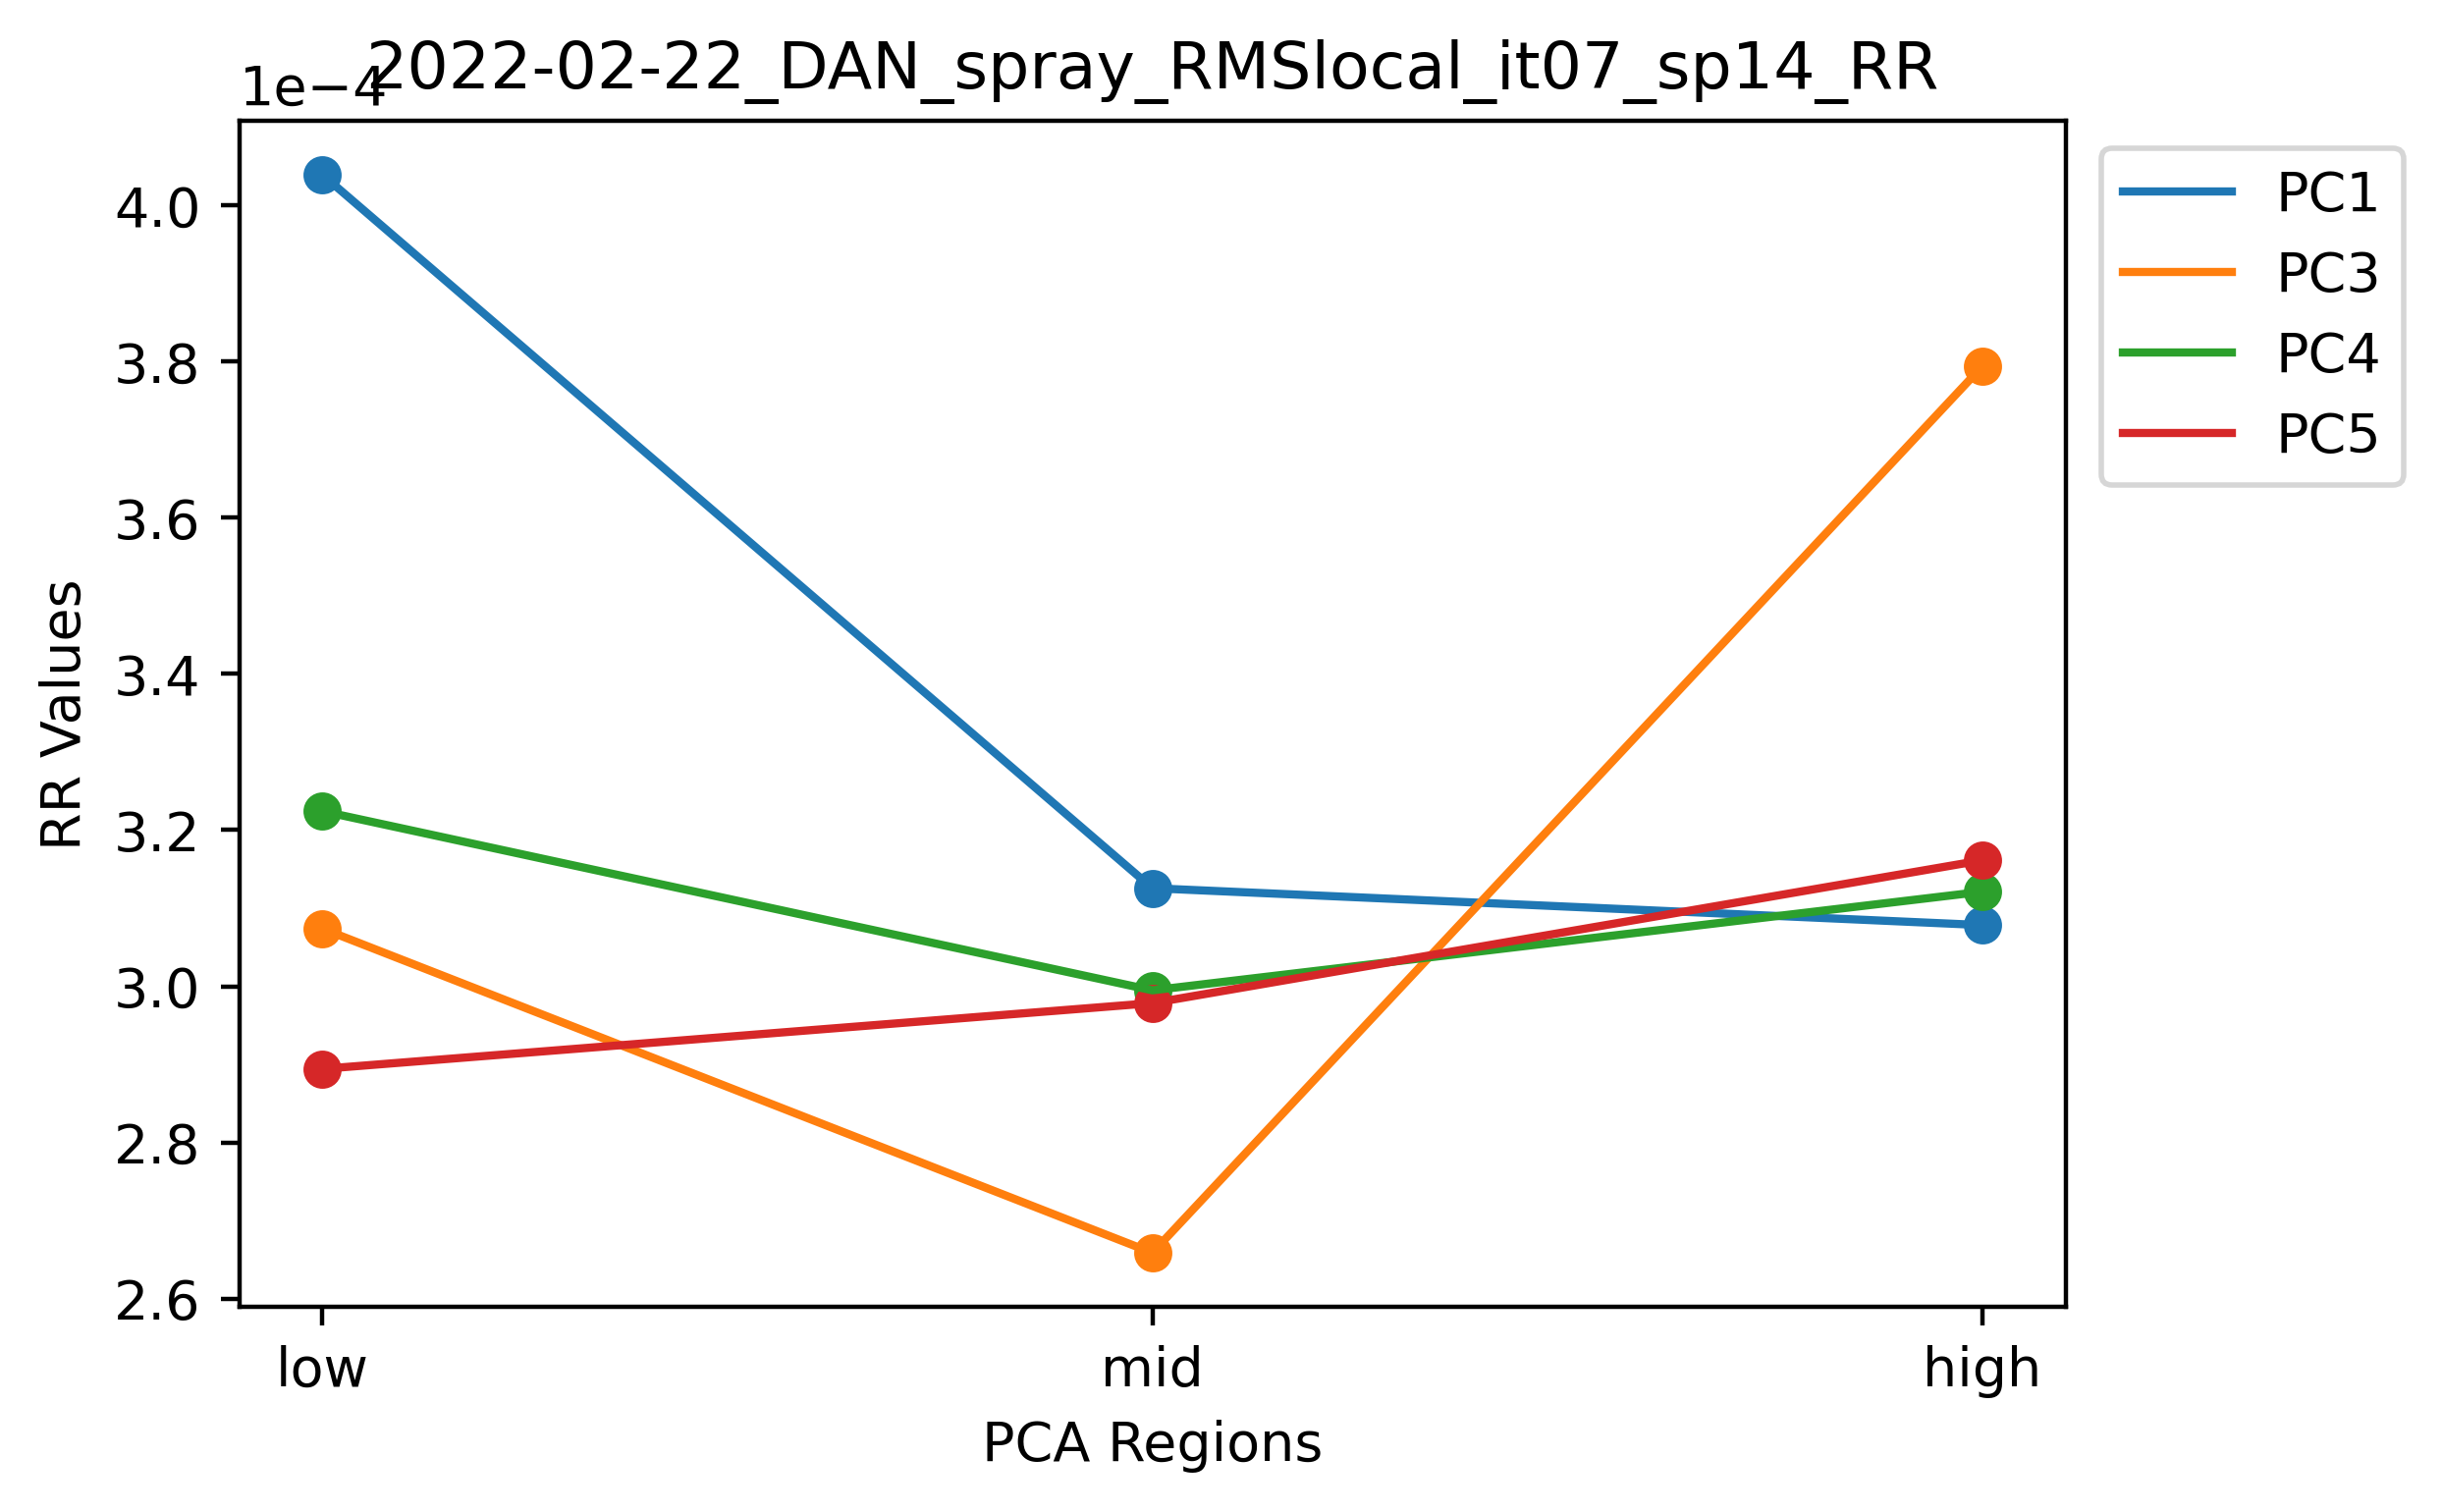 1e−4
2022-02-22_DAN_spray_RMSlocal_it07_sp14_RR
4.0
3.8
3.6
3.4
3.2
3.0
2.8
2.6
RR Values
low mid high
PCA Regions
PC1
PC3
PC4
PC5